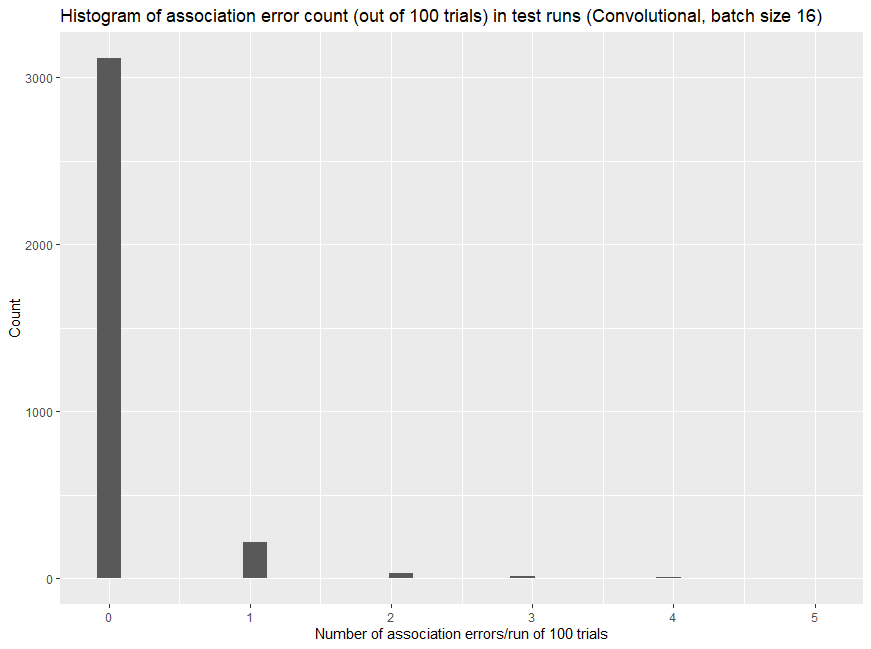 Histogram of association error count (out of 100 trials) in test runs (Convolutional, batch size 16)
3000
2000
1000
0
Count
0 1 2 3 4 5
Number of association errors/run of 100 trials